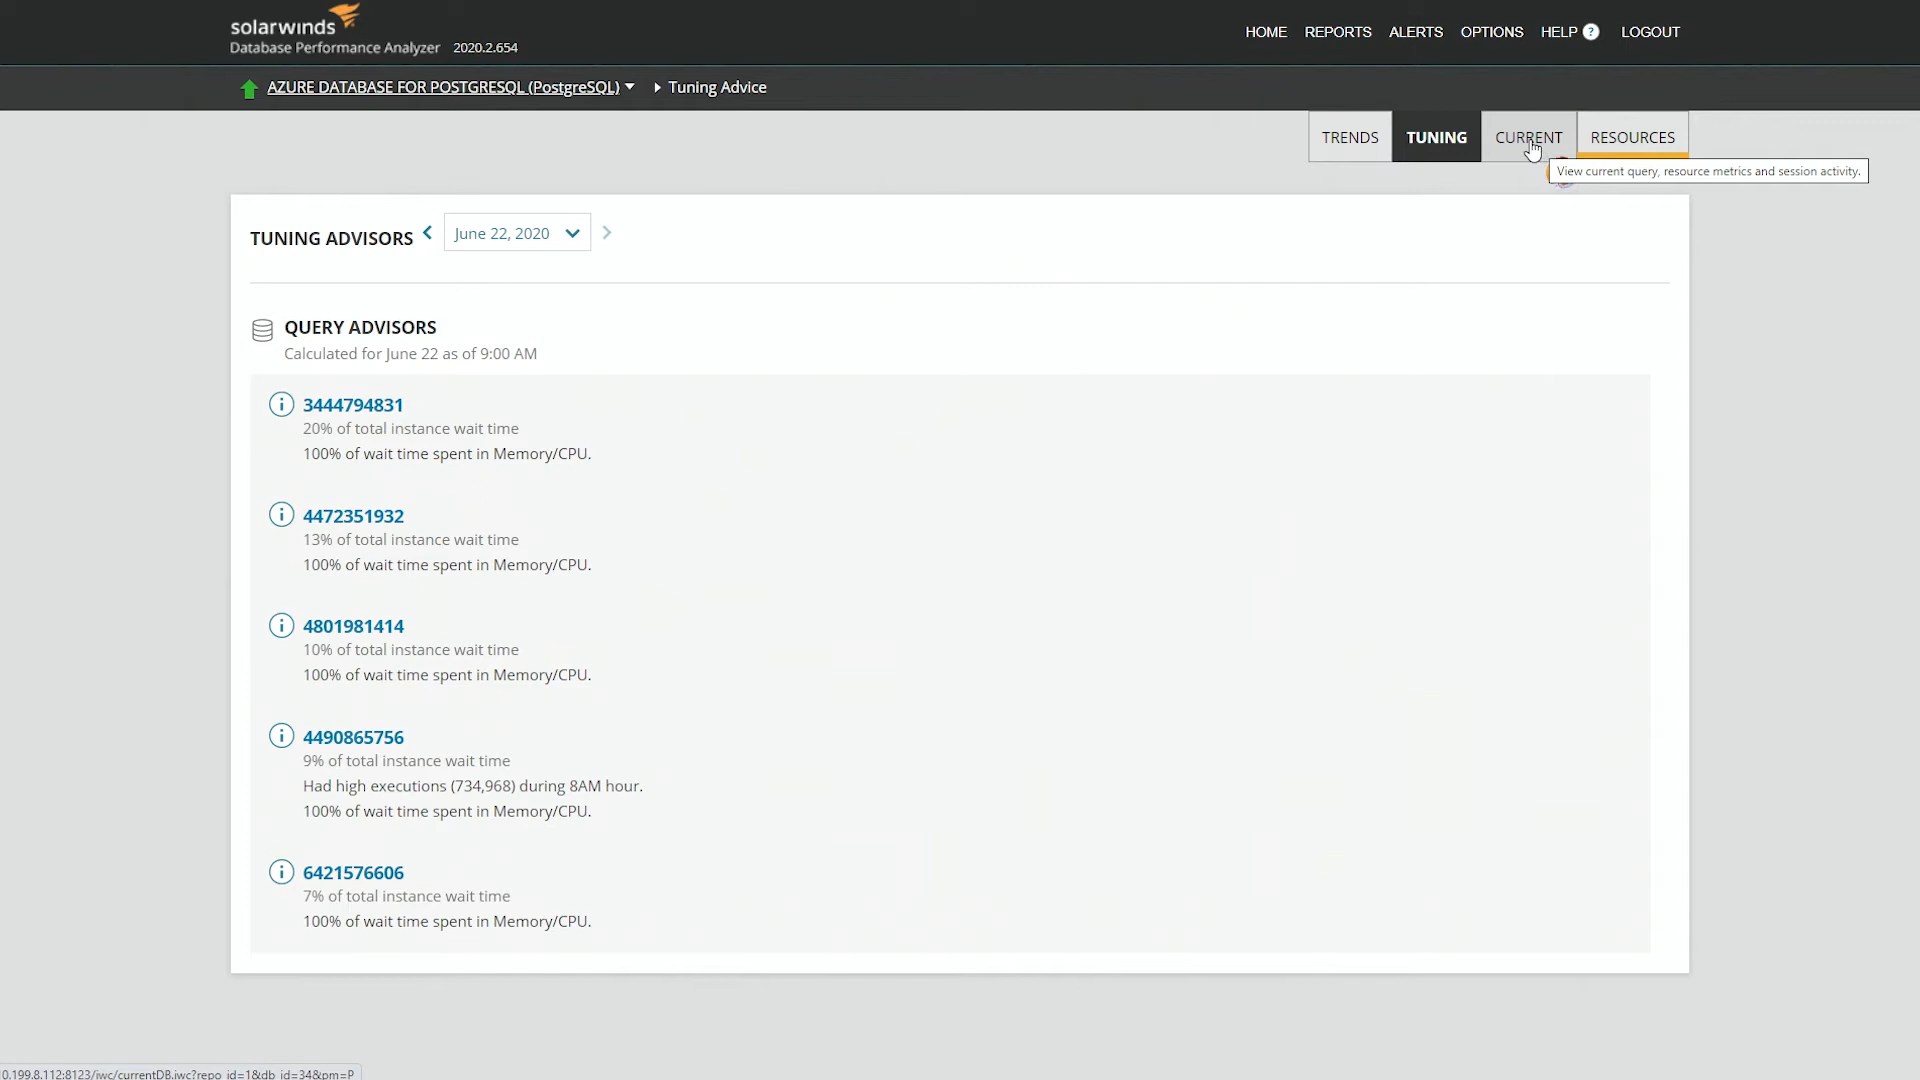 solarwinds
Database Performance Analyzer 2020.2.654
HOME REPORTS ALERTS OPTIONS HELP ? LOGOUT
AZURE DATABASE FOR POSTGRESQL (PostgreSQL) Tuning Advice
TRENDS TUNING CURRENT RESOURCES
View current query, resource metrics and session activity.
TUNING ADVISORS June 22, 2020
QUERY ADVISORS
Calculated for June 22 as of 9:00 AM
3444794831
20% of total instance wait time
100% of wait time spent in Memory/CPU.
4472351932
13% of total instance wait time
100% of wait time spent in Memory/CPU.
4801981414
10% of total instance wait time
100% of wait time spent in Memory/CPU.
4490865756
9% of total instance wait time
Had high executions (734,968) during 8AM hour.
100% of wait time spent in Memory/CPU.
6421576606
7% of total instance wait time
100% of wait time spent in Memory/CPU.
0.199.8.112:8123/iwc/currentDB.iwc?repo_id=1&db_id=34&pm=P